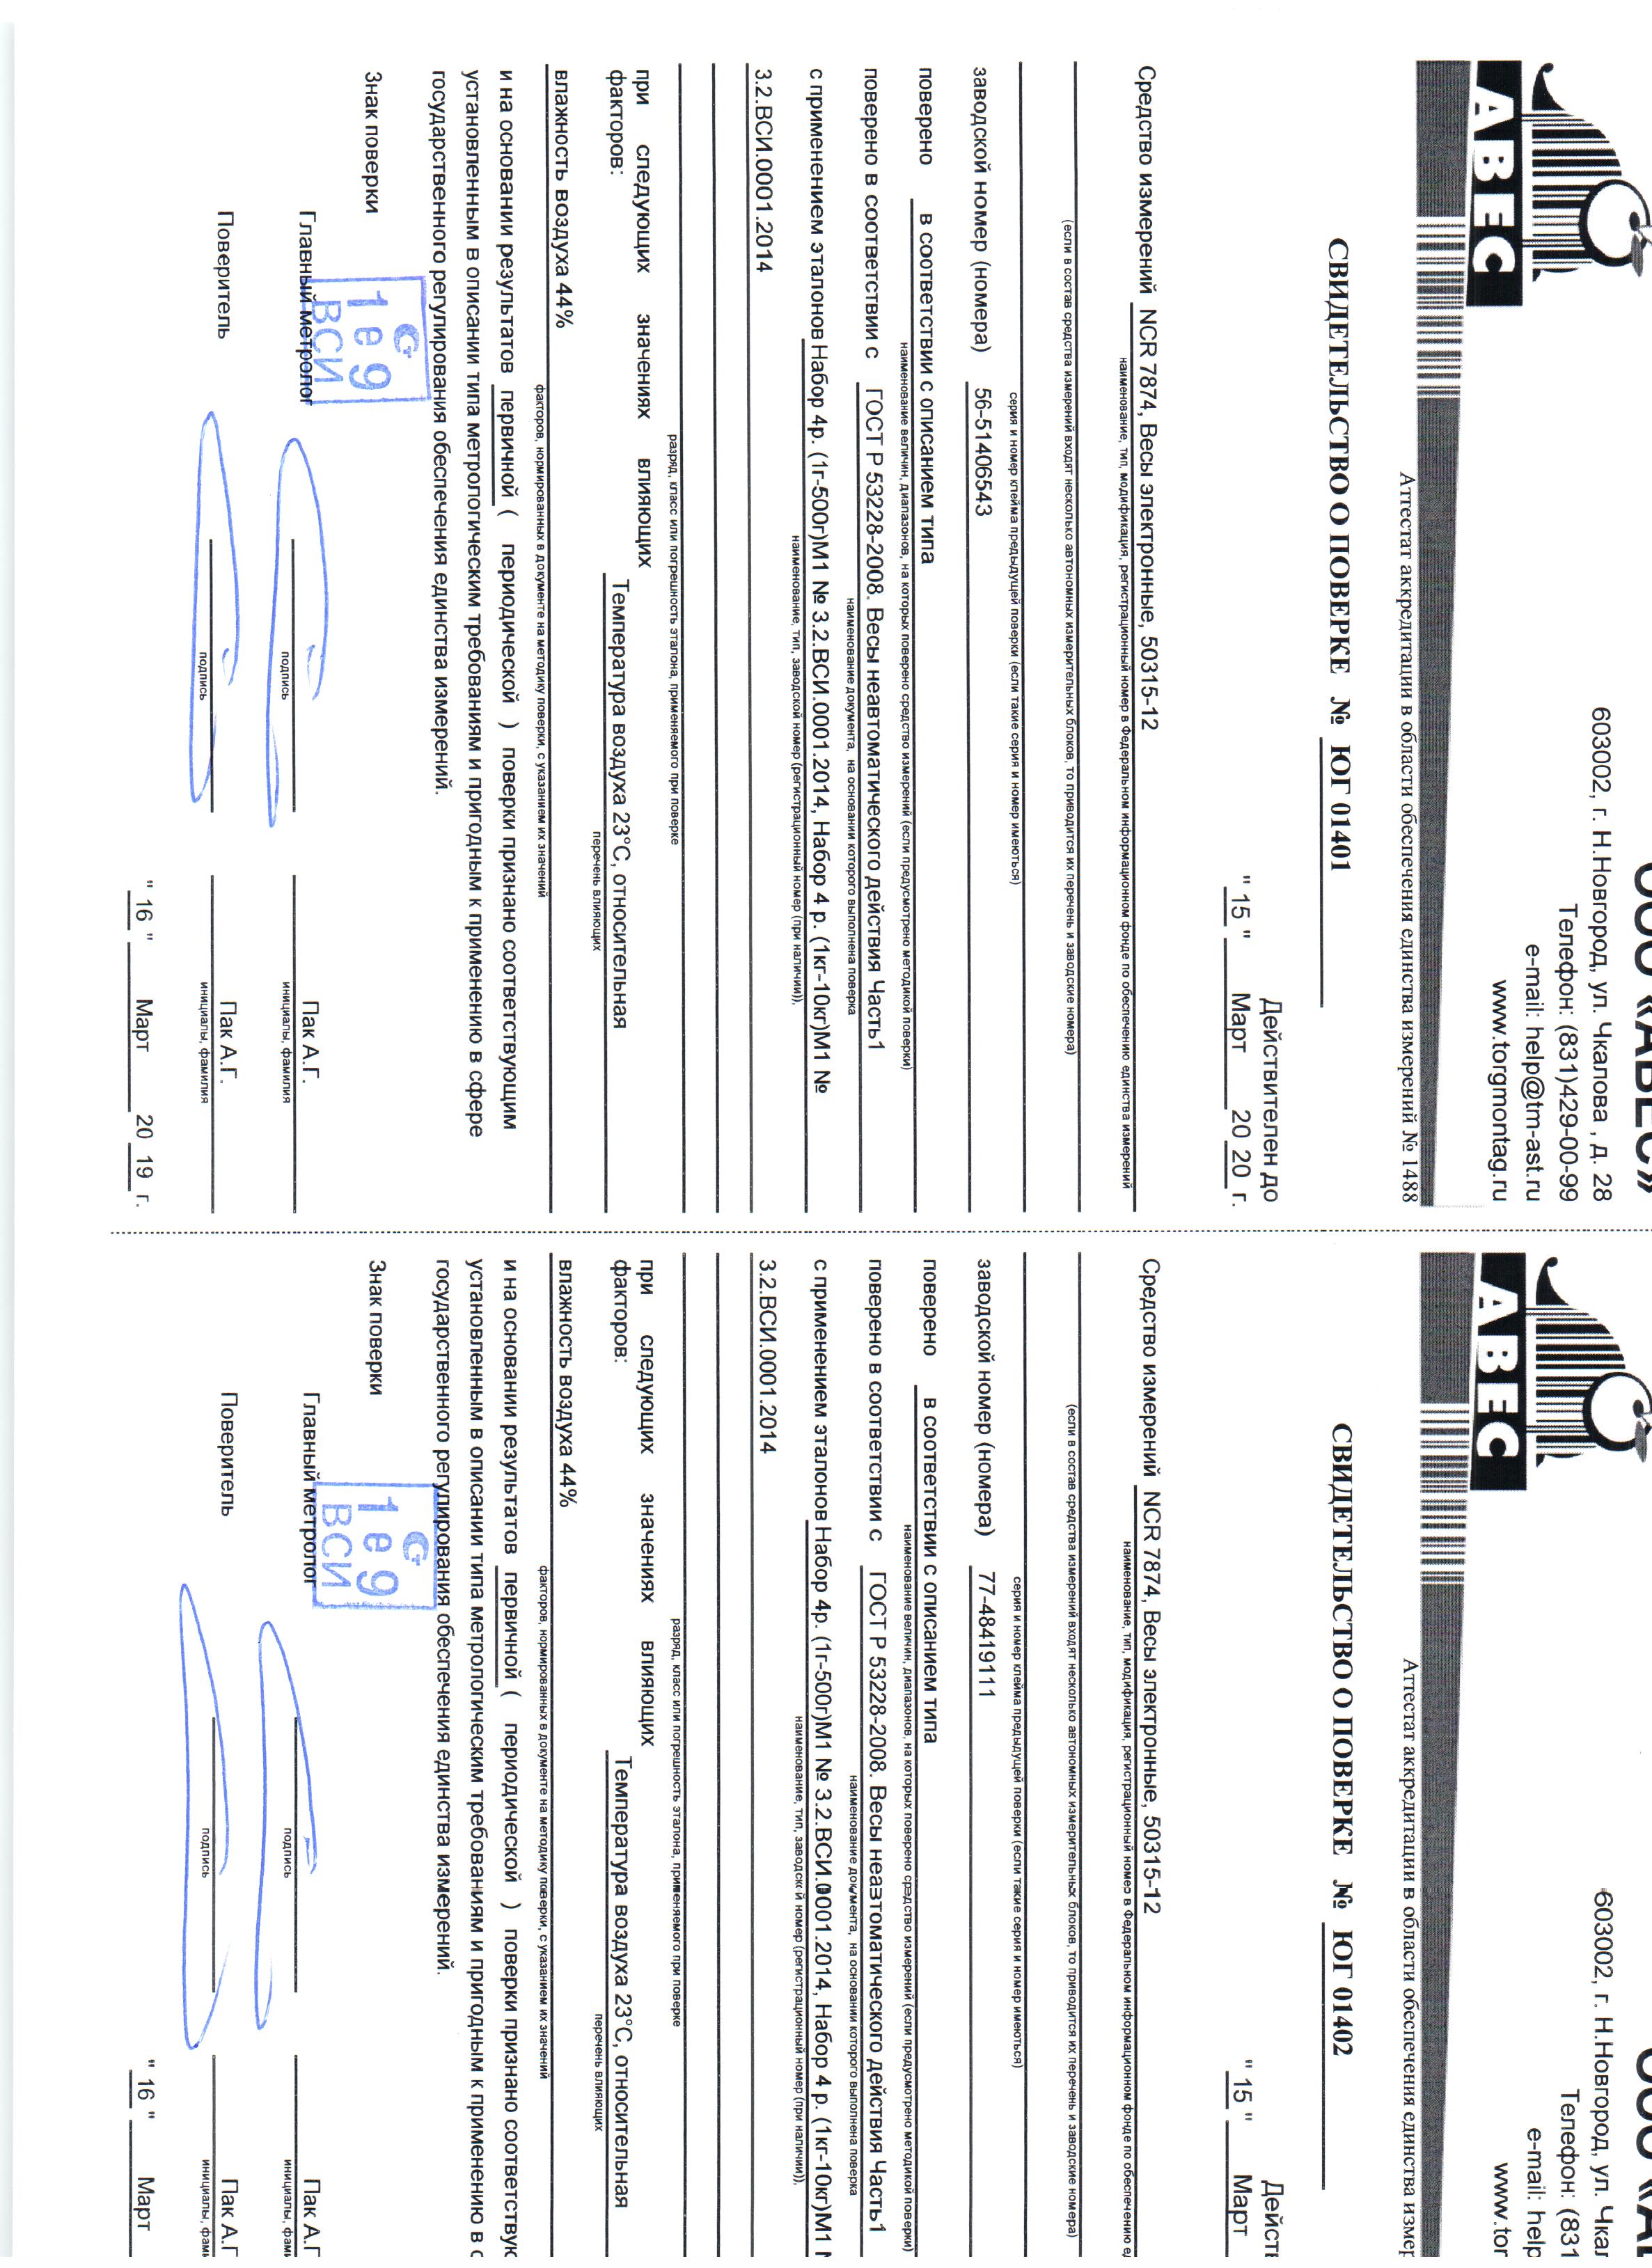 АВЕС
ООО «АВЕС»
603002, г. Н.Новгород, ул. Чкалова , д. 28
Телефон: (831)429-00-99
e-mail: help@tm-ast.ru
www.torgmontag.ru
Аттестат аккредитации в области обеспечения единства измерений № 1488
СВИДЕТЕЛЬСТВО О ПОВЕРКЕ № ЮГ 01401
Действителен до
" 15 " Март 20 20 г.
Средство измерений NCR 7874, Весы электронные, 50315-12
наименование, тип, модификация, регистрационный номер в Федеральном информационном фонде по обеспечению единства измерений
(если в состав средства измерений входят несколько автономных измерительных блоков, то приводится их перечень и заводские номера)
серия и номер клейма предыдущей поверки (если такие серия и номер имеються)
заводской номер (номера) 56-51406543
поверено в соответствии с описанием типа
наименование величин, диапазонов, на которых поверено средство измерений (если предусмотрено методикой поверки)
поверено в соответствии с ГОСТ Р 53228-2008. Весы неавтоматического действия Часть1
наименование документа, на основании которого выполнена поверка
с применением эталонов Набор 4р. (1г-500г)М1 № 3.2.ВСИ.0001.2014, Набор 4 р. (1кг-10кг)М1 №
наименование, тип, заводской номер (регистрационный номер (при наличии)),
3.2.ВСИ.0001.2014
разряд, класс или погрешность эталона, применяемого при поверке
при следующих значениях влияющих
факторов: Температура воздуха 23°С, относительная
перечень влияющих
влажность воздуха 44%
факторов, нормированных в документе на методику поверки, с указанием их значений
и на основании результатов первичной ( периодической ) поверки признано соответствующим
установленным в описании типа метрологическим требованиям и пригодным к применению в сфере
государственного регулирования обеспечения единства измерений.
Знак поверки
1 е 9
ВСИ
Главный метролог Пак А.Г.
подпись инициалы, фамилия
Поверитель Пак А.Г.
подпись инициалы, фамилия
" 16 " Март 20 19 г.
АВЕС
ООО «АВ
603002, г. Н.Новгород, ул. Чкал
Телефон: (831
e-mail: help
www.tor
Аттестат аккредитации в области обеспечения единства измер
СВИДЕТЕЛЬСТВО О ПОВЕРКЕ № ЮГ 01402
Действ
" 15 " Март
Средство измерений NCR 7874, Весы электронные, 50315-12
наименование, тип, модификация, регистрационный номер в Федеральном информационном фонде по обеспечению е
(если в состав средства измерений входят несколько автономных измерительных блоков, то приводится их перечень и заводские номера)
серия и номер клейма предыдущей поверки (если такие серия и номер имеються)
заводской номер (номера) 77-48419111
поверено в соответствии с описанием типа
наименование величин, диапазонов, на которых поверено средство измерений (если предусмотрено методикой поверки)
поверено в соответствии с ГОСТ Р 53228-2008. Весы неавтоматического действия Часть1
наименование документа, на основании которого выполнена поверка
с применением эталонов Набор 4р. (1г-500г)М1 № 3.2.ВСИ.0001.2014, Набор 4 р. (1кг-10кг)М1
наименование, тип, заводской номер (регистрационный номер (при наличии)),
3.2.ВСИ.0001.2014
разряд, класс или погрешность эталона, применяемого при поверке
при следующих значениях влияющих
факторов: Температура воздуха 23°С, относительная
перечень влияющих
влажность воздуха 44%
факторов, нормированных в документе на методику поверки, с указанием их значений
и на основании результатов первичной ( периодической ) поверки признано соответствую
установленным в описании типа метрологическим требованиям и пригодным к применению в с
государственного регулирования обеспечения единства измерений.
Знак поверки
1 е 9
ВСИ
Главный метролог Пак А.Г
подпись инициалы, фам
Поверитель Пак А.Г
подпись инициалы, фам
" 16 " Март